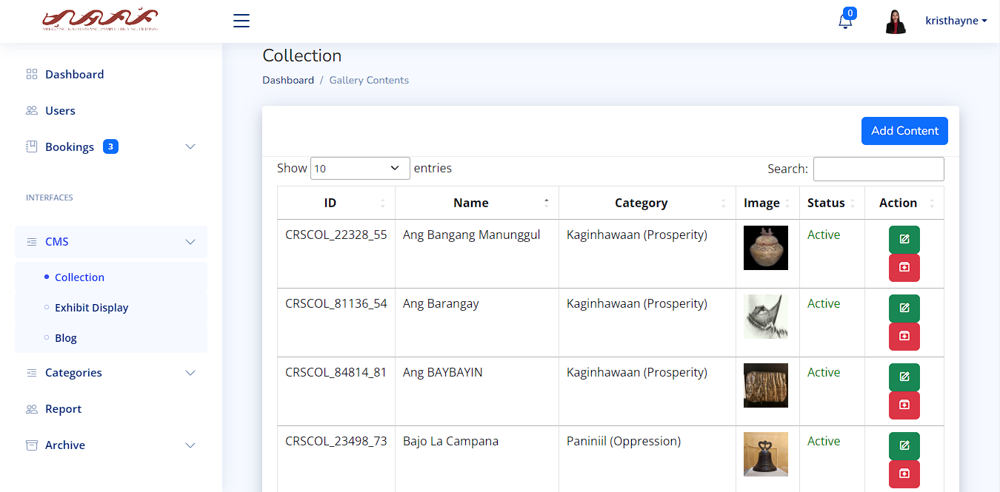 0
kristhayne
Collection
Dashboard / Gallery Contents
Dashboard
Users
Bookings 3
INTERFACES
CMS
Collection
Exhibit Display
Blog
Categories
Report
Archive
Add Content
Show 10 entries
Search:
ID Name Category Image Status Action
CRSCOL_22328_55 Ang Bangang Manunggul Kaginhawaan (Prosperity) Active
CRSCOL_81136_54 Ang Barangay Kaginhawaan (Prosperity) Active
CRSCOL_84814_81 Ang BAYBAYIN Kaginhawaan (Prosperity) Active
CRSCOL_23498_73 Bajo La Campana Paniniil (Oppression) Active